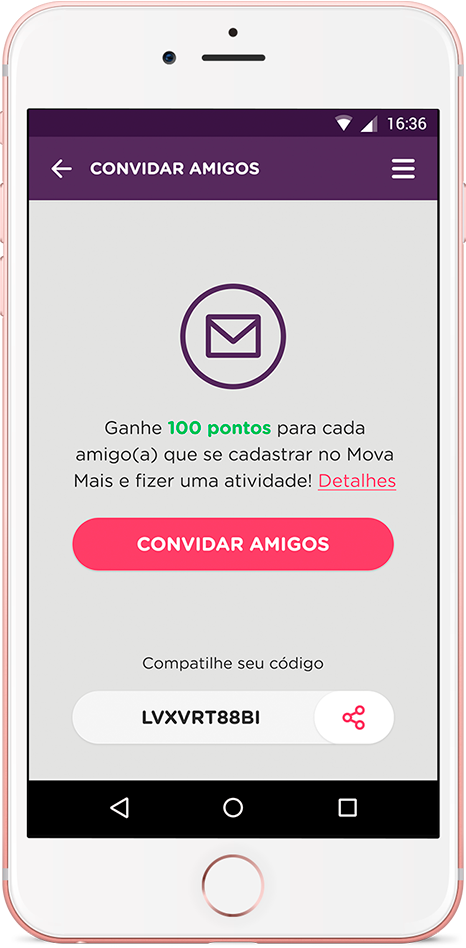 16:36
CONVIDAR AMIGOS
Ganhe 100 pontos para cada
amigo(a) que se cadastrar no Mova
Mais e fizer uma atividade! Detalhes
CONVIDAR AMIGOS
Compatilhe seu código
LVXVRT88BI